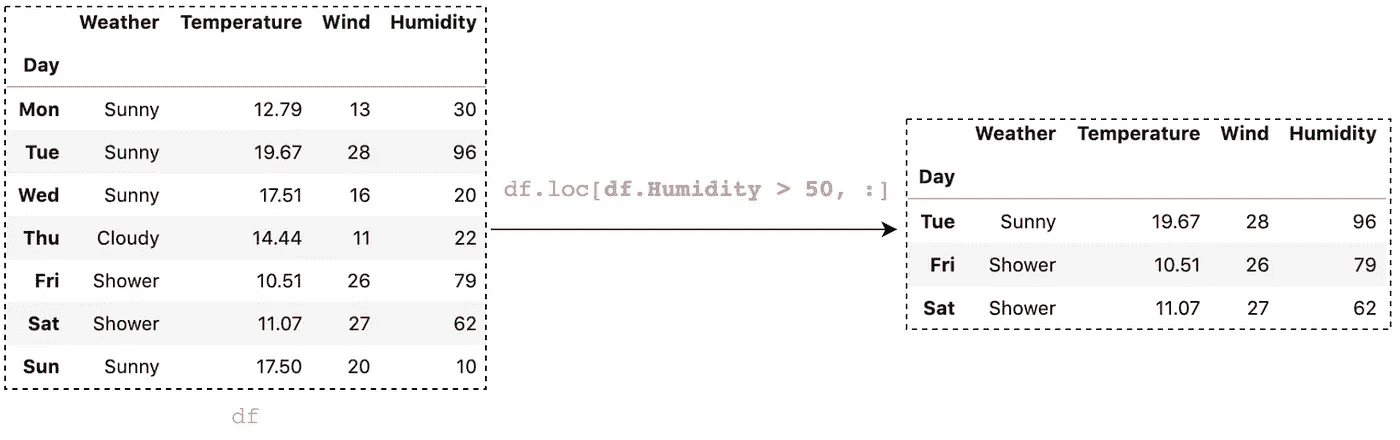 Weather Temperature Wind Humidity
Day
Mon Sunny 12.79 13 30
Tue Sunny 19.67 28 96
Wed Sunny 17.51 16 20
Thu Cloudy 14.44 11 22
Fri Shower 10.51 26 79
Sat Shower 11.07 27 62
Sun Sunny 17.50 20 10
df
df.loc[df.Humidity > 50, :]
Weather Temperature Wind Humidity
Day
Tue Sunny 19.67 28 96
Fri Shower 10.51 26 79
Sat Shower 11.07 27 62